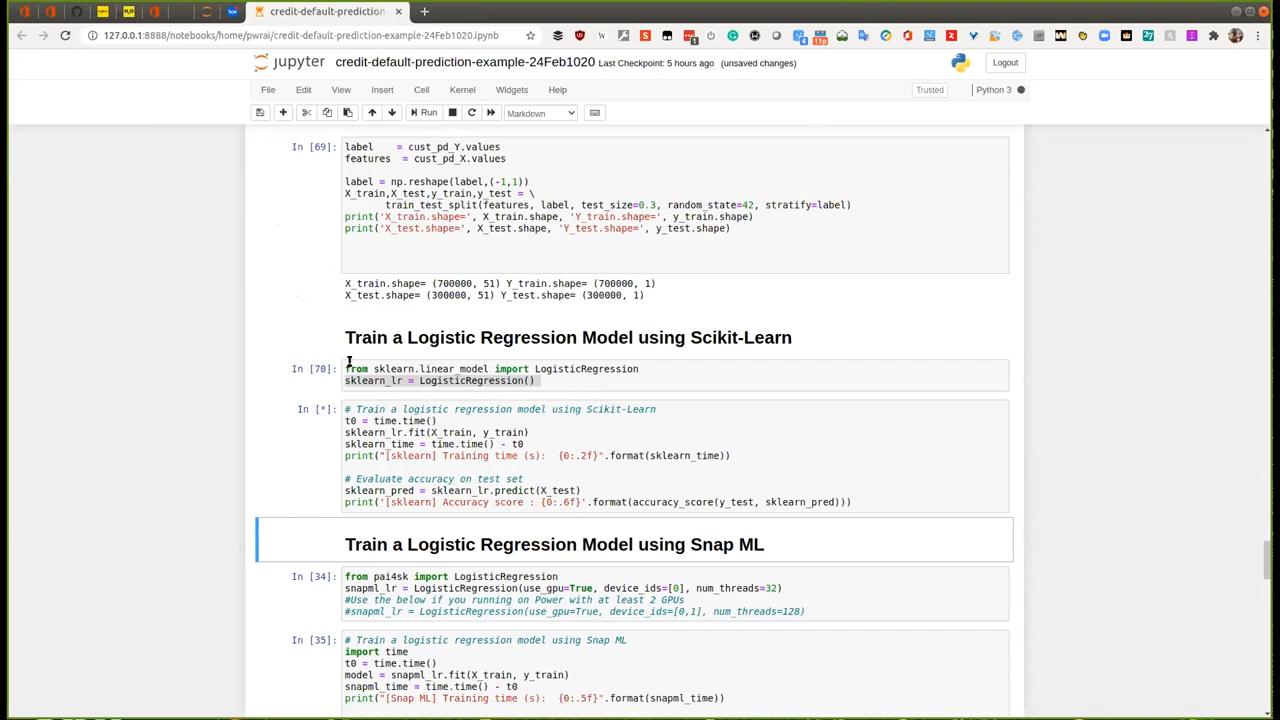 credit-default-prediction
127.0.0.1:8888/notebooks/home/pwrai/credit-default-prediction-example-24Feb1020.ipynb
jupyter credit-default-prediction-example-24Feb1020 Last Checkpoint: 5 hours ago (unsaved changes)
Logout
File Edit View Insert Cell Kernel Widgets Help
Trusted Python 3
Run Markdown
In [69]: label    = cust_pd_Y.values
features  = cust_pd_X.values
label = np.reshape(label,(-1,1))
X_train,X_test,y_train,y_test = \
train_test_split(features, label, test_size=0.3, random_state=42, stratify=label)
print('X_train.shape=', X_train.shape, 'Y_train.shape=', y_train.shape)
print('X_test.shape=', X_test.shape, 'Y_test.shape=', y_test.shape)
X_train.shape= (700000, 51) Y_train.shape= (700000, 1)
X_test.shape= (300000, 51) Y_test.shape= (300000, 1)
Train a Logistic Regression Model using Scikit-Learn
In [70]: from sklearn.linear_model import LogisticRegression
sklearn_lr = LogisticRegression()
In [*]: # Train a logistic regression model using Scikit-Learn
t0 = time.time()
sklearn_lr.fit(X_train, y_train)
sklearn_time = time.time() - t0
print("[sklearn] Training time (s):  {0:.2f}".format(sklearn_time))
# Evaluate accuracy on test set
sklearn_pred = sklearn_lr.predict(X_test)
print('[sklearn] Accuracy score : {0:.6f}'.format(accuracy_score(y_test, sklearn_pred)))
Train a Logistic Regression Model using Snap ML
In [34]: from pai4sk import LogisticRegression
snapml_lr = LogisticRegression(use_gpu=True, device_ids=[0], num_threads=32)
#Use the below if you running on Power with at least 2 GPUs
#snapml_lr = LogisticRegression(use_gpu=True, device_ids=[0,1], num_threads=128)
In [35]: # Train a logistic regression model using Snap ML
import time
t0 = time.time()
model = snapml_lr.fit(X_train, y_train)
snapml_time = time.time() - t0
print("[Snap ML] Training time (s):  {0:.5f}".format(snapml_time))